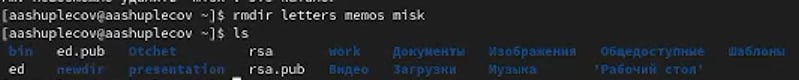 [aashuplecov@aashuplecov ~]$ rmdir letters memos misk
[aashuplecov@aashuplecov ~]$ ls
bin ed.pub Otchet rsa work Документы Изображения Общедоступные Шаблоны
ed newdir presentation rsa.pub Видео Загрузки Музыка 'Рабочий стол'